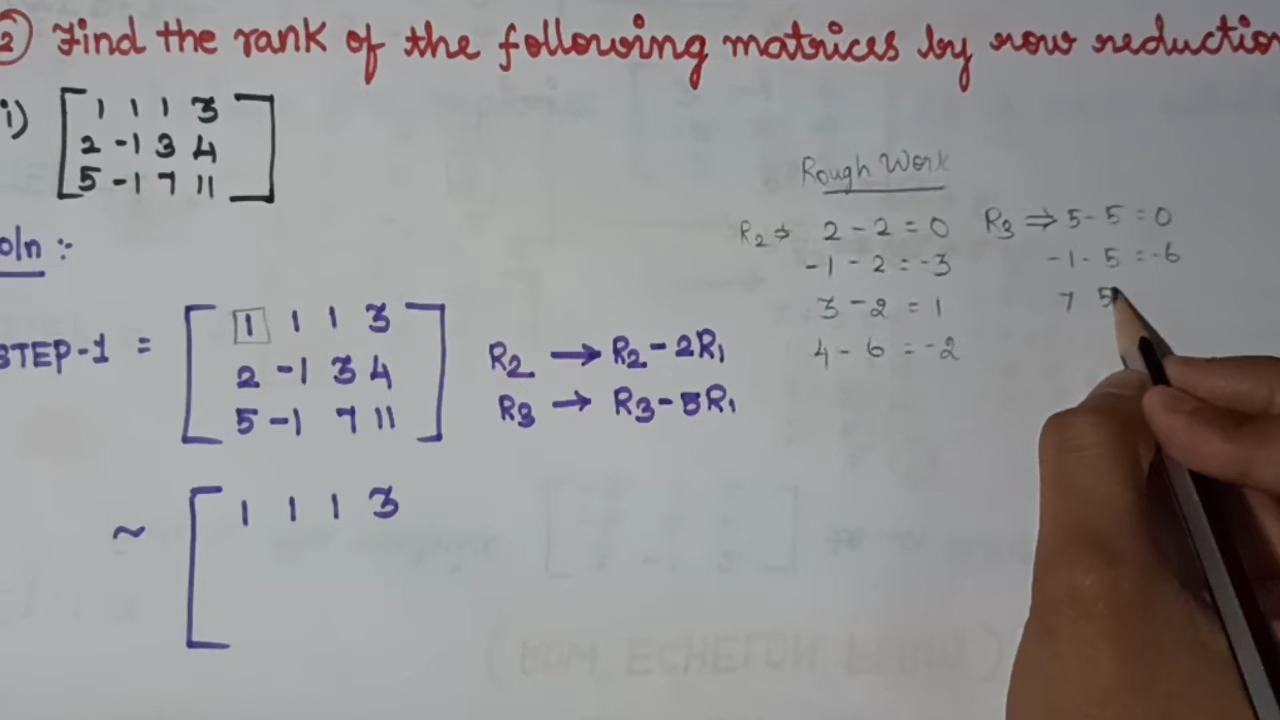 2) Find the rank of the following matrices by row reduction
i) [ 1 1 1 3
2 -1 3 4
5 -1 7 11 ]
oln :-
STEP-1 = [ 1 1 1 3
2 -1 3 4
5 -1 7 11 ]
R2 → R2 - 2R1
R3 → R3 - 5R1
~ [ 1 1 1 3
Rough Work
R2 ⇒ 2 - 2 = 0
-1 - 2 = -3
3 - 2 = 1
4 - 6 = -2
R3 ⇒ 5 - 5 = 0
-1 - 5 = -6
7 5